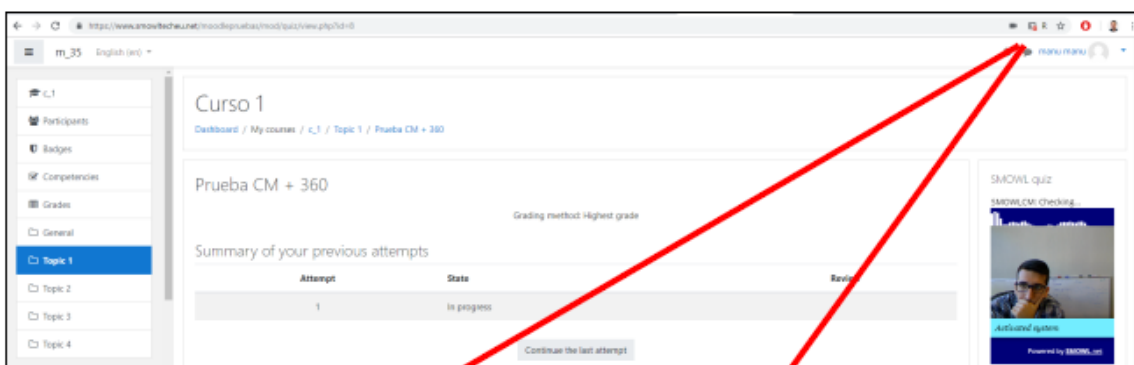 https://www.smowltecheu.net/moodlepruebas/mod/quiz/view.php?id=8
m_35 English (en)
manu manu
c_1
Participants
Badges
Competencies
Grades
General
Topic 1
Topic 2
Topic 3
Topic 4
Curso 1
Dashboard / My courses / c_1 / Topic 1 / Prueba CM + 360
Prueba CM + 360
Grading method: Highest grade
Summary of your previous attempts
Attempt State
1 In progress
Continue the last attempt
SMOWL quiz
SMOWLCM: Checking...
Activated system
Powered by SMOWL.net